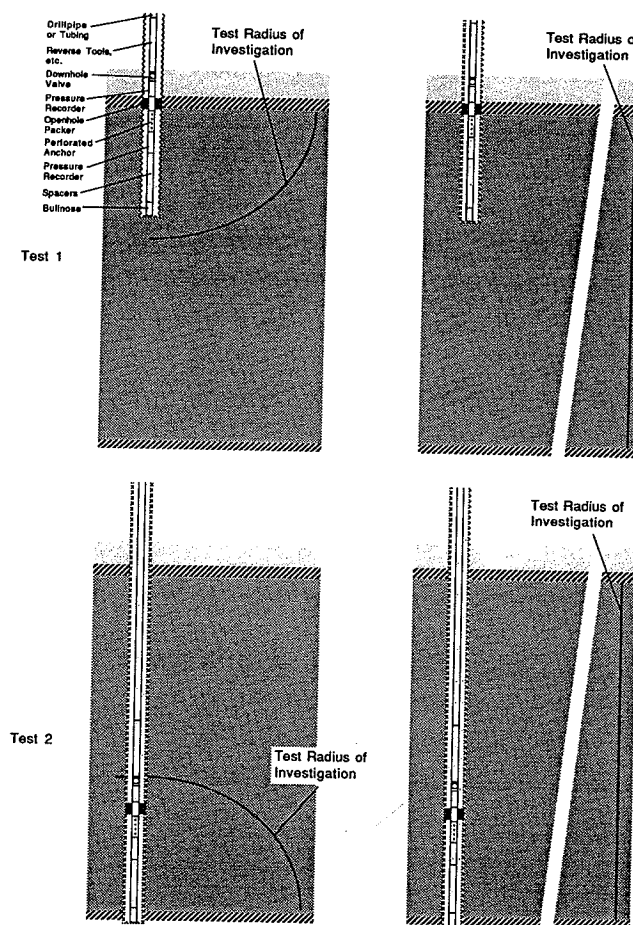 Drillpipe
or Tubing
Reverse Tools,
etc.
Downhole
Valve
Pressure
Recorder
Openhole
Packer
Perforated
Anchor
Pressure
Recorder
Spacers
Bullnose
Test Radius of
Investigation
Test Radius of
Investigation
Test 1
Test Radius of
Investigation
Test 2
Test Radius of
Investigation